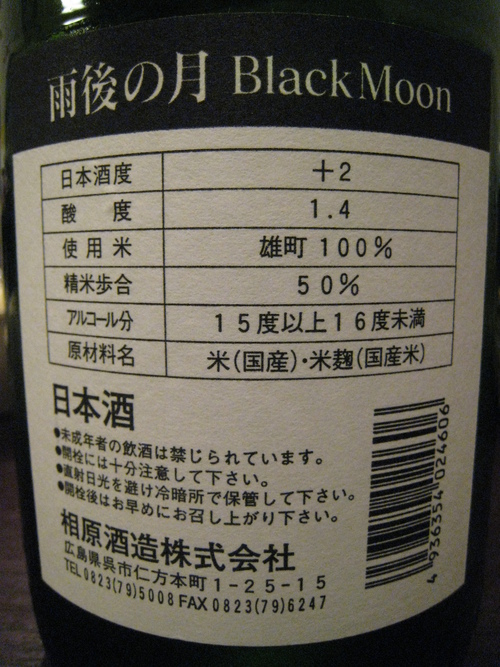 雨後の月 Black Moon
日本酒度 ＋2
酸 度 1.4
使用米 雄町 100％
精米歩合 50％
アルコール分 15度以上16度未満
原材料名 米(国産)・米麹(国産米)
日本酒
●未成年者の飲酒は禁じられています。
●開栓には十分注意して下さい。
●直射日光を避け冷暗所で保管して下さい。
●開栓後はお早めにお召し上がり下さい。
相原酒造株式会社
広島県呉市仁方本町1-25-15
TEL0823(79)5008 FAX0823(79)6247
4 936354 024606